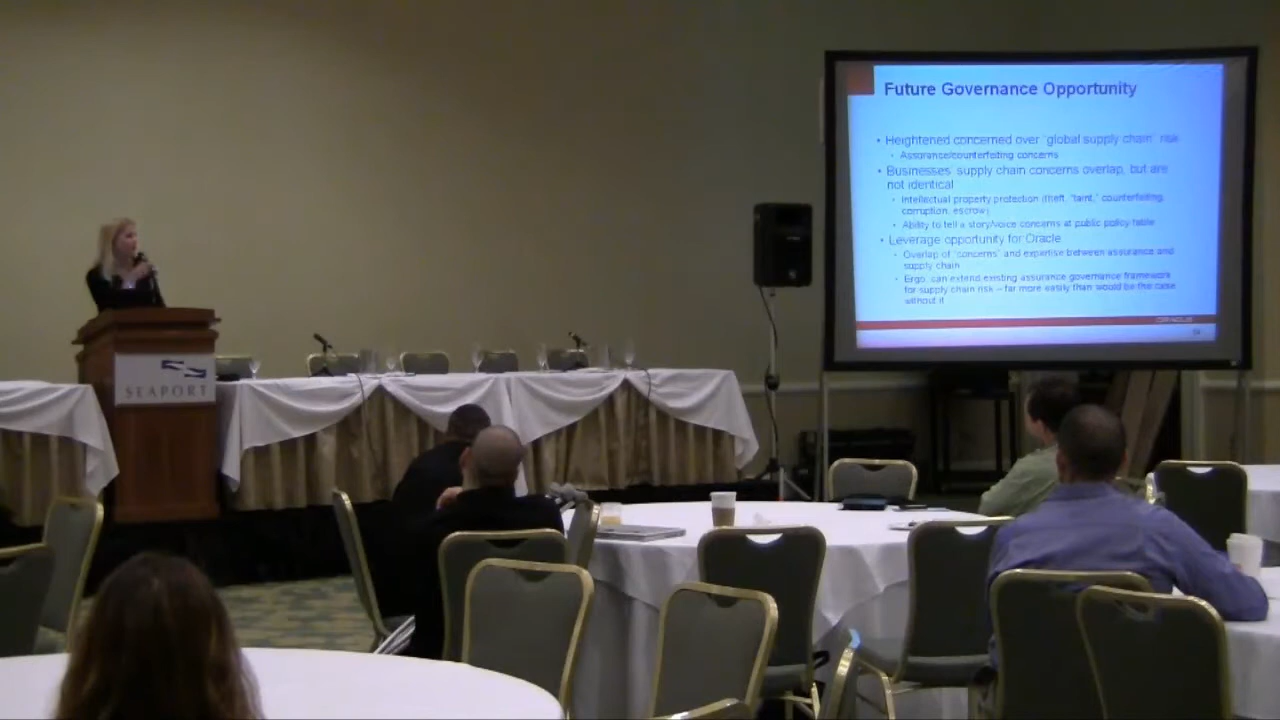 Future Governance Opportunity
• Heightened concerned over "global supply chain" risk
• Assurance/counterfeiting concerns
• Businesses' supply chain concerns overlap, but are
not identical
• Intellectual property protection (theft, "taint," counterfeiting,
corruption, escrow)
• Ability to tell a story/voice concerns at public policy table
• Leverage opportunity for Oracle
• Overlap of "concerns" and expertise between assurance and
supply chain
• Ergo, can extend existing assurance governance framework
for supply chain risk – far more easily than would be the case
without it
ORACLE
SEAPORT